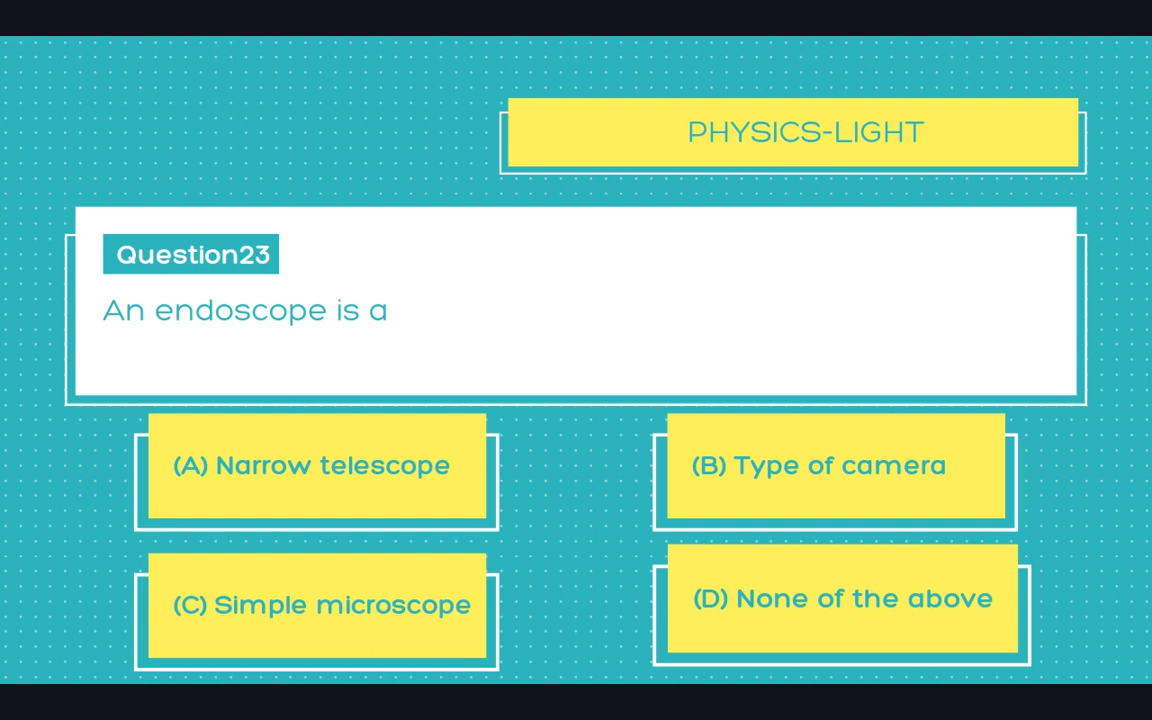 PHYSICS-LIGHT
Question23
An endoscope is a
(A) Narrow telescope
(B) Type of camera
(C) Simple microscope
(D) None of the above